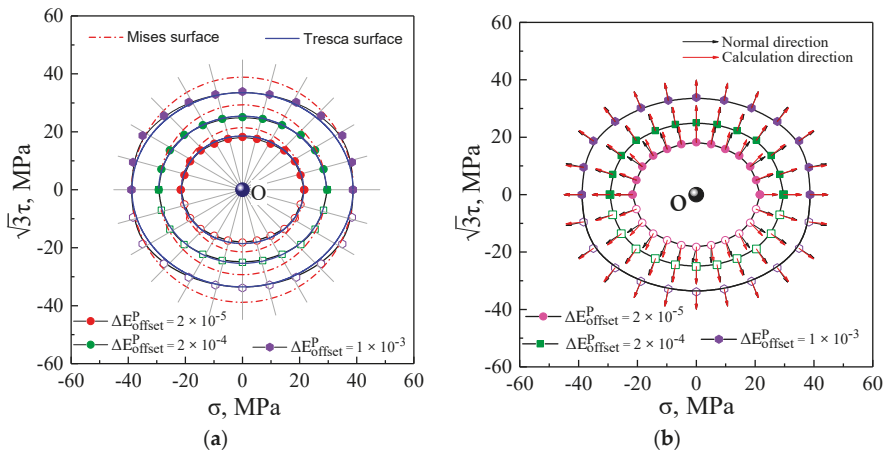 Mises surface
Tresca surface
60
40
20
0
-20
-40
-60
√3τ, MPa
O
ΔE^P_offset = 2 × 10^-5
ΔE^P_offset = 2 × 10^-4
ΔE^P_offset = 1 × 10^-3
-60 -40 -20 0 20 40 60
σ, MPa
(a)
Normal direction
Calculation direction
60
40
20
0
-20
-40
-60
√3τ, MPa
O
ΔE^P_offset = 2 × 10^-5
ΔE^P_offset = 2 × 10^-4
ΔE^P_offset = 1 × 10^-3
-60 -40 -20 0 20 40 60
σ, MPa
(b)